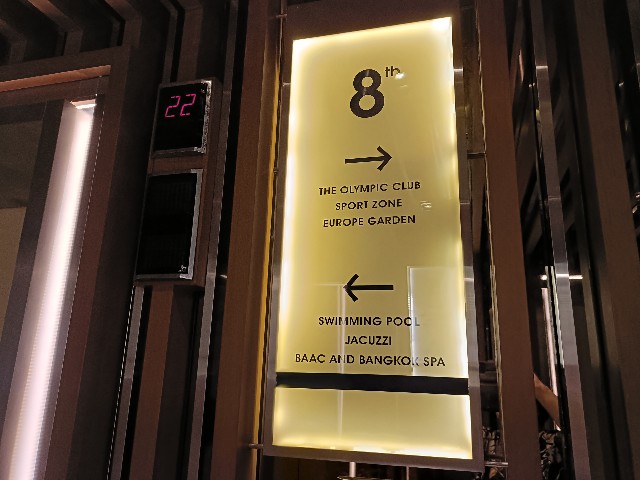 22
8th
→
THE OLYMPIC CLUB
SPORT ZONE
EUROPE GARDEN
←
SWIMMING POOL
JACUZZI
BAAC AND BANGKOK SPA